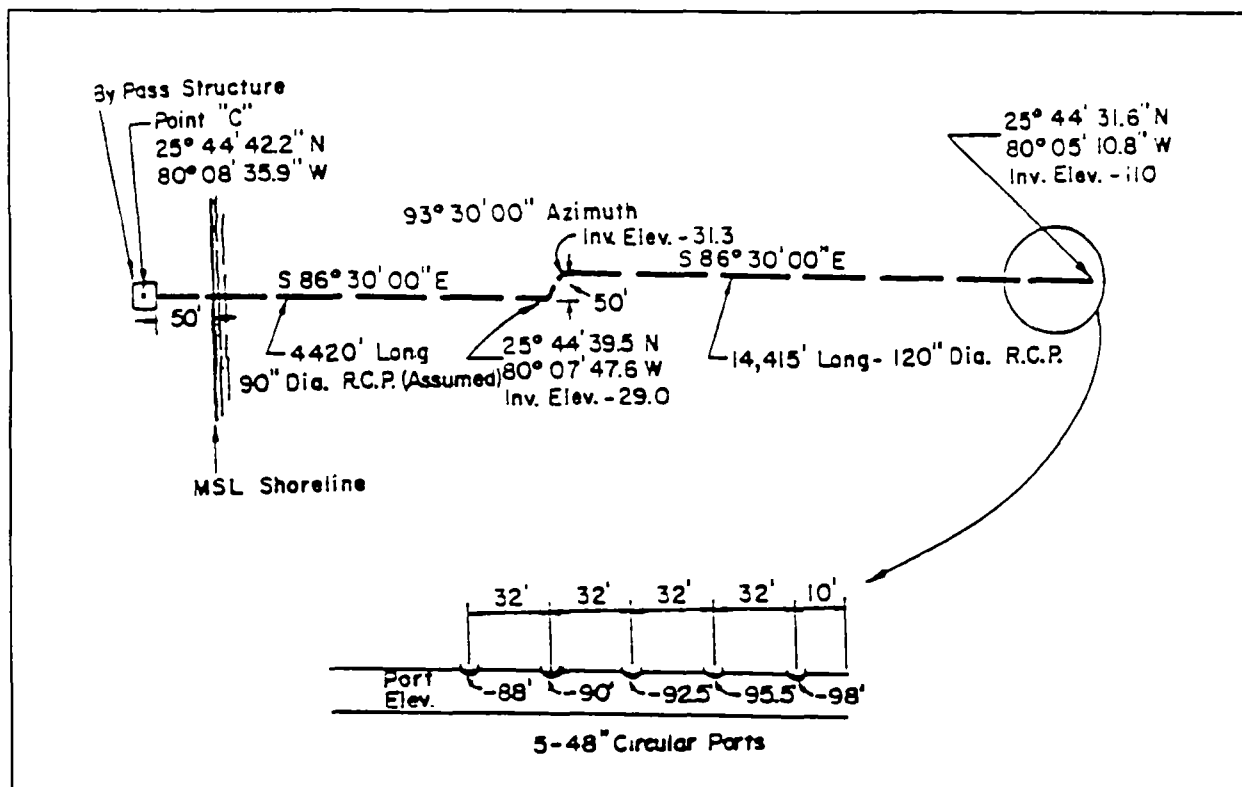 By Pass Structure
Point "C"
25° 44' 42.2" N
80° 08' 35.9" W
25° 44' 31.6" N
80° 05' 10.8" W
Inv. Elev. -110
93° 30' 00" Azimuth
Inv. Elev. -31.3
S 86° 30' 00" E
S 86° 30' 00" E
50'
50'
4420' Long
90" Dia. R.C.P. (Assumed)
25° 44' 39.5 N
80° 07' 47.6 W
Inv. Elev. -29.0
14,415' Long - 120" Dia. R.C.P.
MSL Shoreline
32' 32' 32' 32' 10'
Port Elev.
-88' -90' -92.5' -95.5' -98'
5-48" Circular Ports